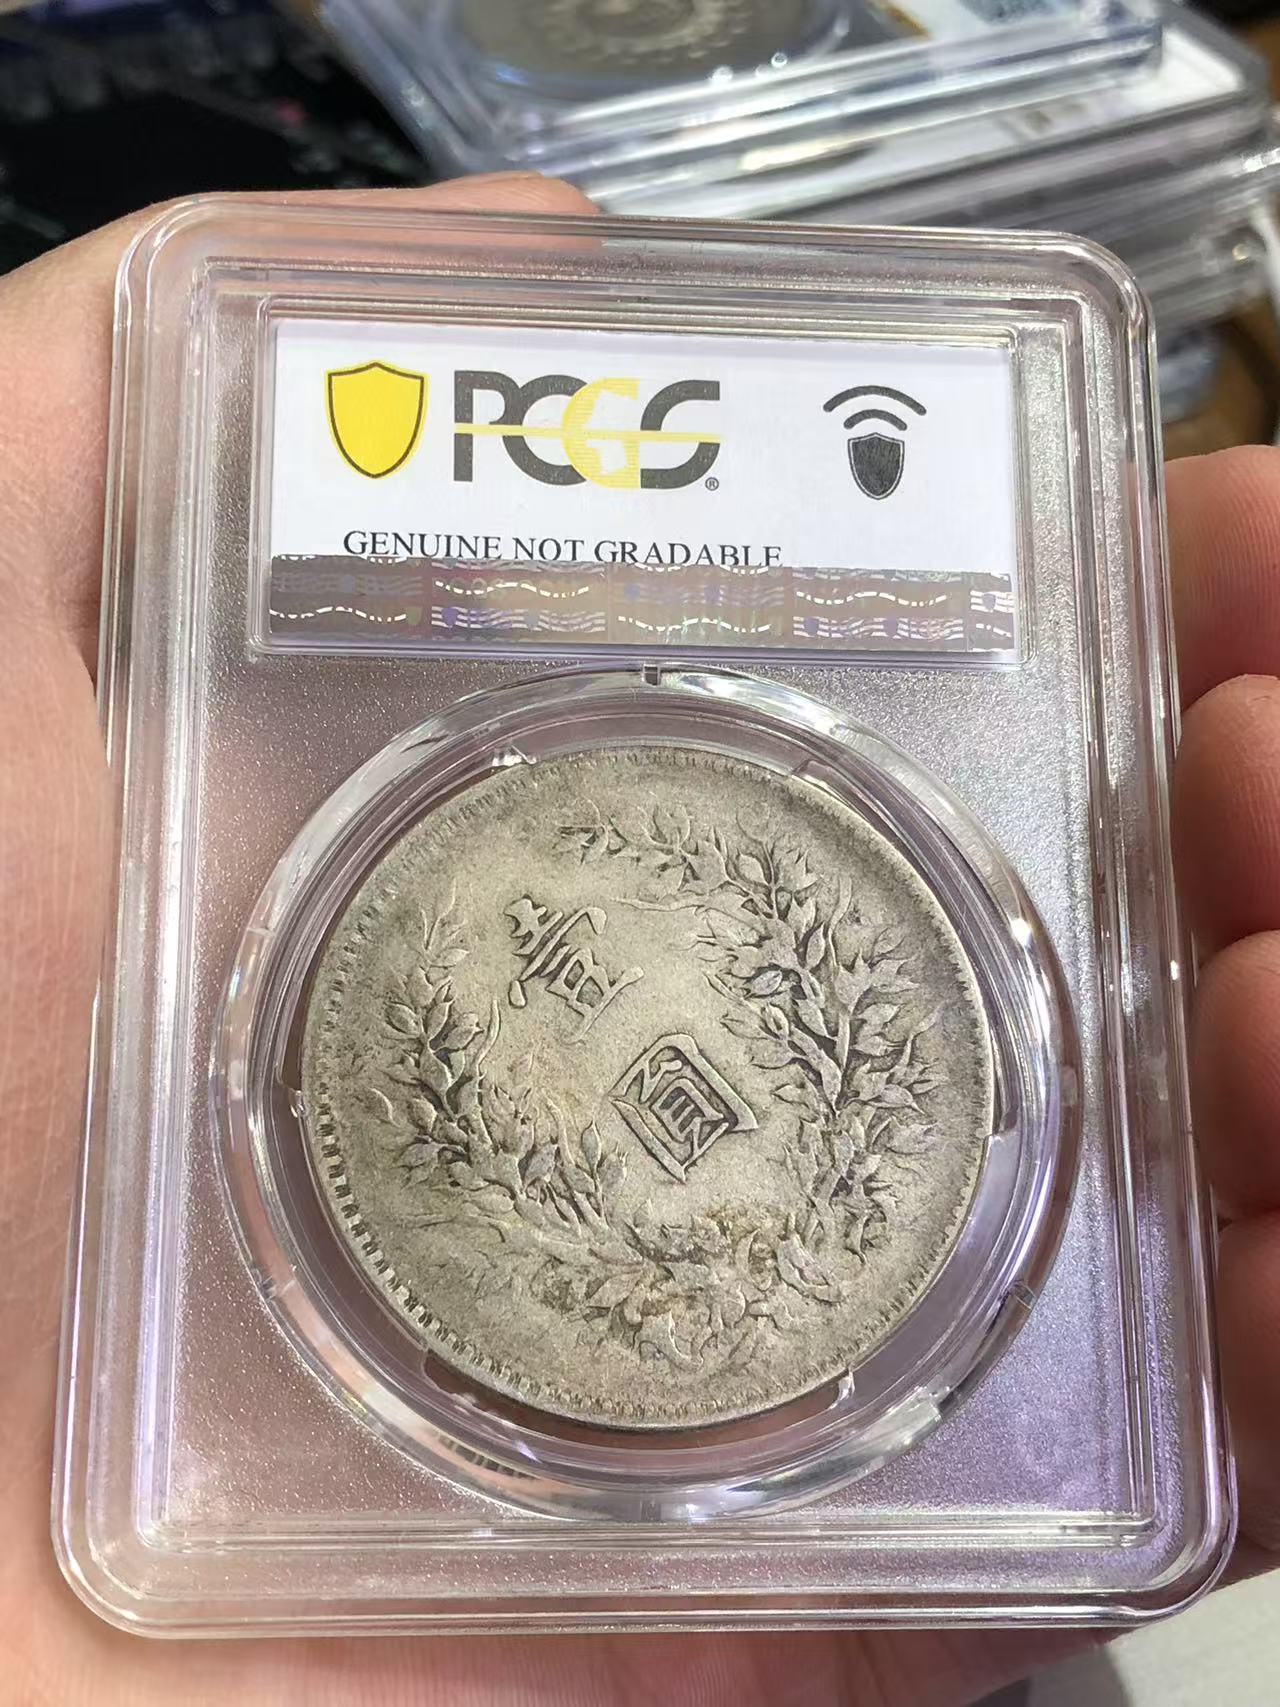 PCGS®
GENUINE NOT GRADABLE
壹
圓